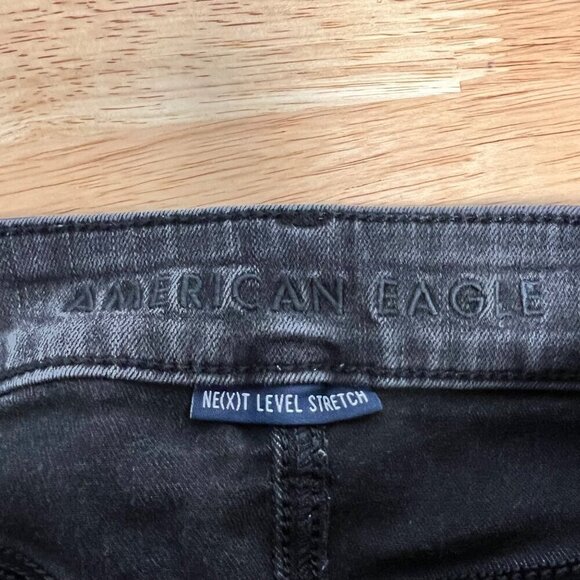 AMERICAN EAGLE
NE(X)T LEVEL STRETCH